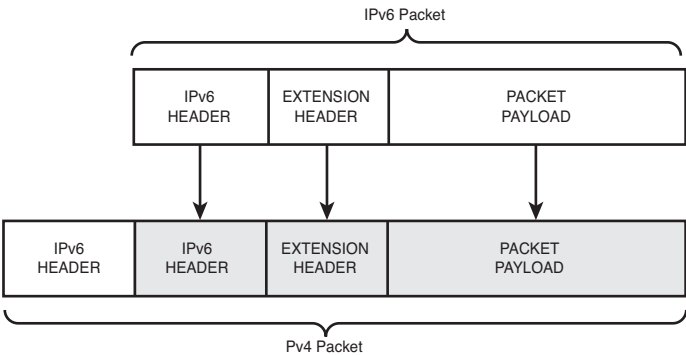 IPv6 Packet
IPv6
HEADER
EXTENSION
HEADER
PACKET
PAYLOAD
IPv6
HEADER
IPv6
HEADER
EXTENSION
HEADER
PACKET
PAYLOAD
Pv4 Packet